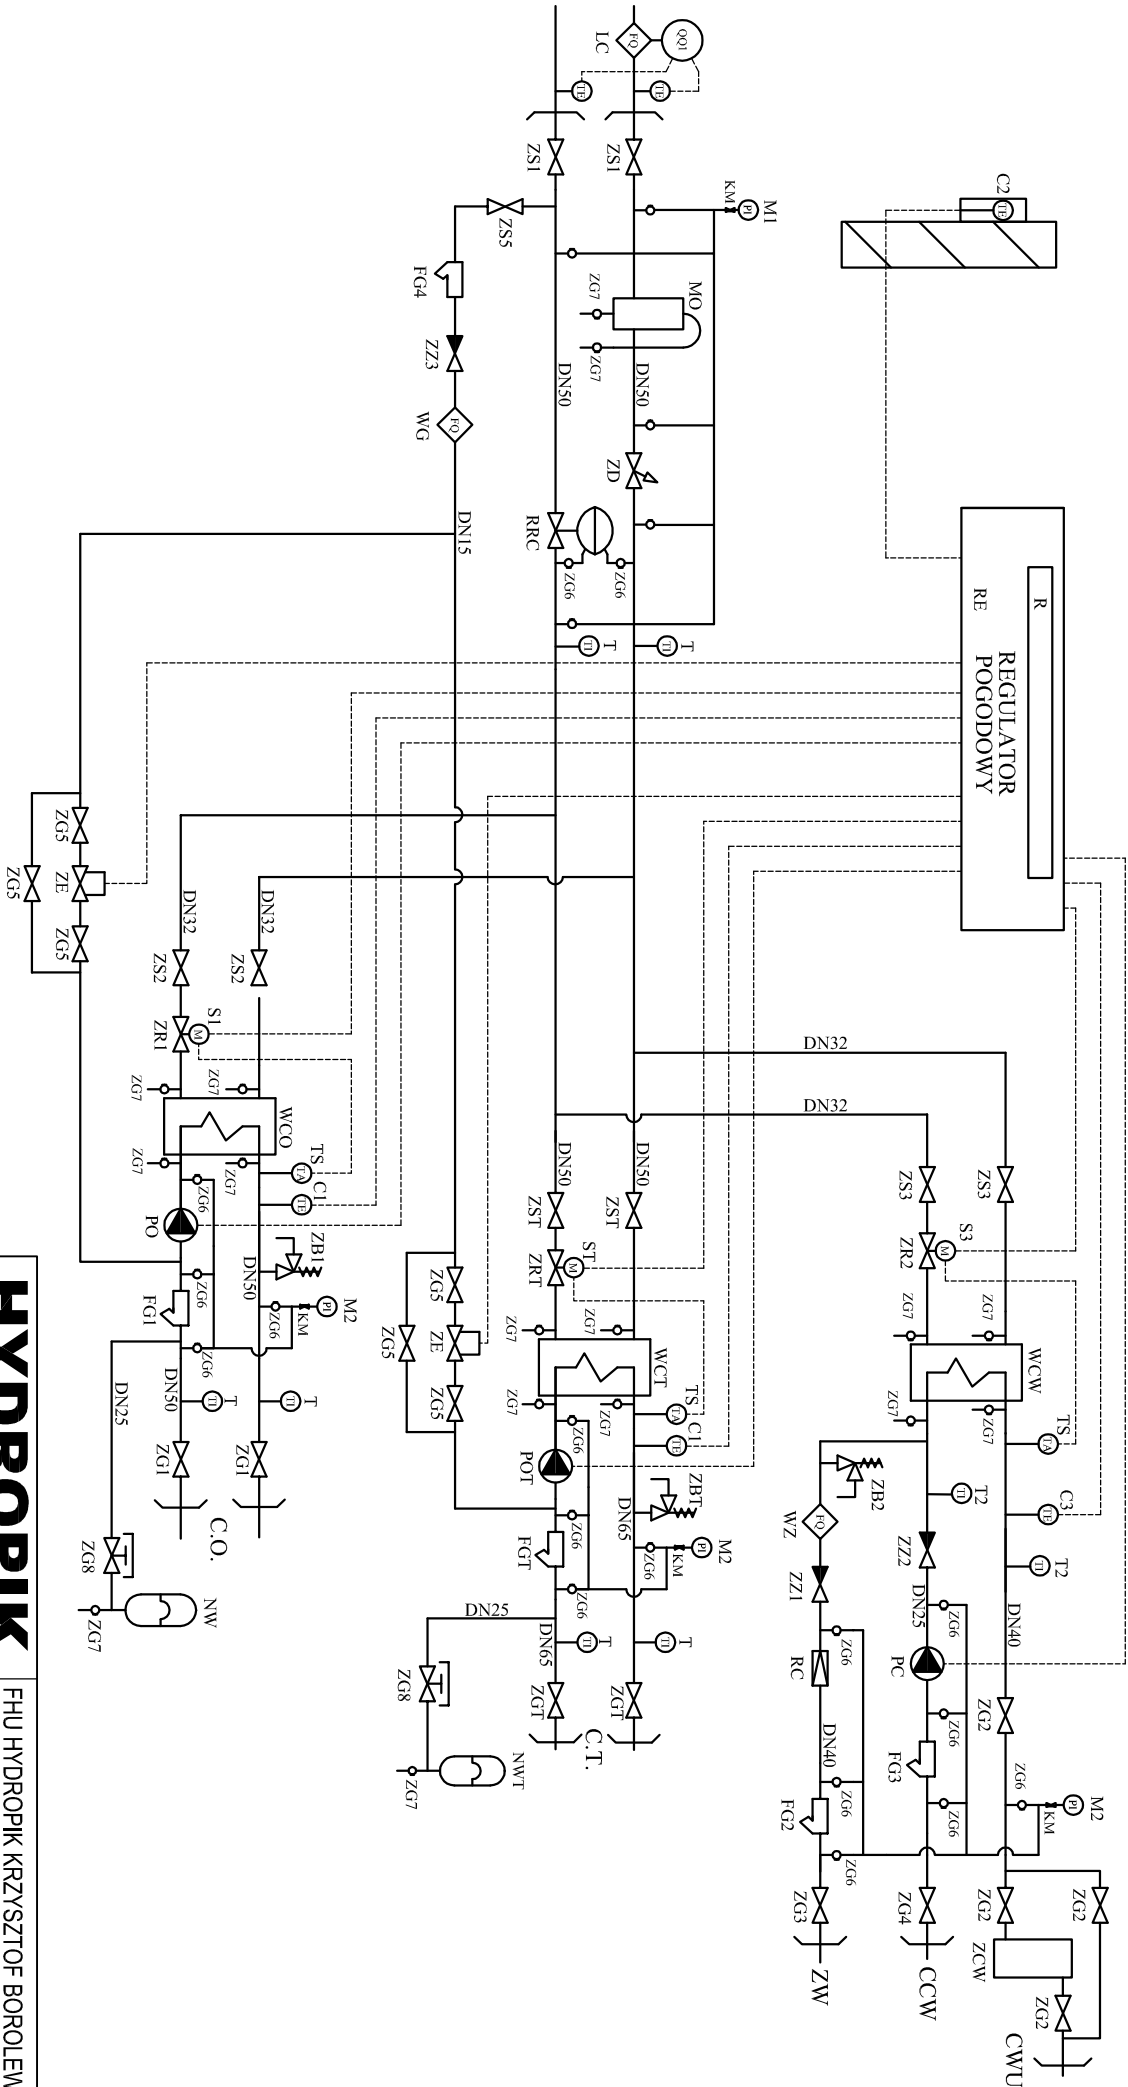 LC
FQ
QQ1
TE
TE
ZS1
ZS1
C2
TE
KM
PI
M1
ZS5
FG4
ZZ3
WG
FQ
ZG7
ZG7
MO
DN50
DN50
ZD
RRC
ZG6
ZG6
DN15
T
TI
T
TI
R
RE
REGULATOR
POGODOWY
ZG5
ZE
ZG5
ZG5
DN32
DN32
ZS2
ZS2
S1
M
ZR1
ZG7
ZG7
WCO
ZG7
ZG7
TS
TA
C1
TE
PO
ZG6
ZB1
DN50
ZG6
FG1
ZG6
KM
PI
M2
ZG6
DN50
DN25
T
TI
T
TI
ZG1
ZG1
C.O.
ZG8
NW
ZG7
DN32
DN32
DN50
DN50
ZST
ZST
ST
M
ZRT
ZG5
ZE
ZG5
ZG5
ZG7
ZG7
WCT
ZG7
ZG7
TS
TA
C1
TE
POT
ZG6
ZBT
DN65
ZG6
FGT
ZG6
KM
PI
M2
ZG6
DN25
DN65
T
TI
T
TI
ZGT
ZGT
C.T.
ZG8
NWT
ZG7
ZS3
ZS3
S3
M
ZR2
ZG7
ZG7
WCW
ZG7
ZG7
TS
TA
C3
TE
T2
TI
T2
TI
ZB2
WZ
FQ
ZZ1
ZZ2
DN25
DN40
ZG6
ZG6
RC
PC
ZG2
ZG6
DN40
FG3
ZG6
KM
PI
M2
ZG6
ZG6
FG2
ZG6
ZG3
ZG4
ZG2
ZG2
ZCW
ZG2
ZW
CCW
CWU
HYDROPIK
FHU HYDROPIK KRZYSZTOF